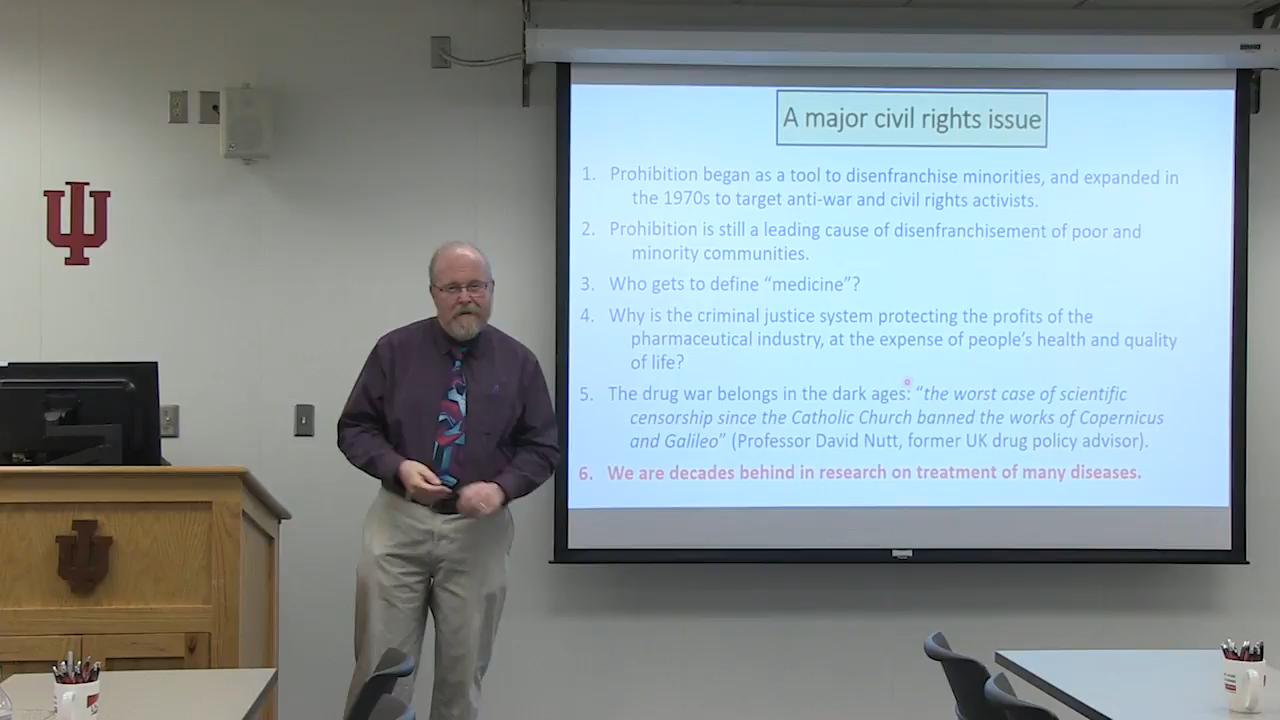 A major civil rights issue
1. Prohibition began as a tool to disenfranchise minorities, and expanded in
the 1970s to target anti-war and civil rights activists.
2. Prohibition is still a leading cause of disenfranchisement of poor and
minority communities.
3. Who gets to define “medicine”?
4. Why is the criminal justice system protecting the profits of the
pharmaceutical industry, at the expense of people’s health and quality
of life?
5. The drug war belongs in the dark ages: “the worst case of scientific
censorship since the Catholic Church banned the works of Copernicus
and Galileo” (Professor David Nutt, former UK drug policy advisor).
6. We are decades behind in research on treatment of many diseases.